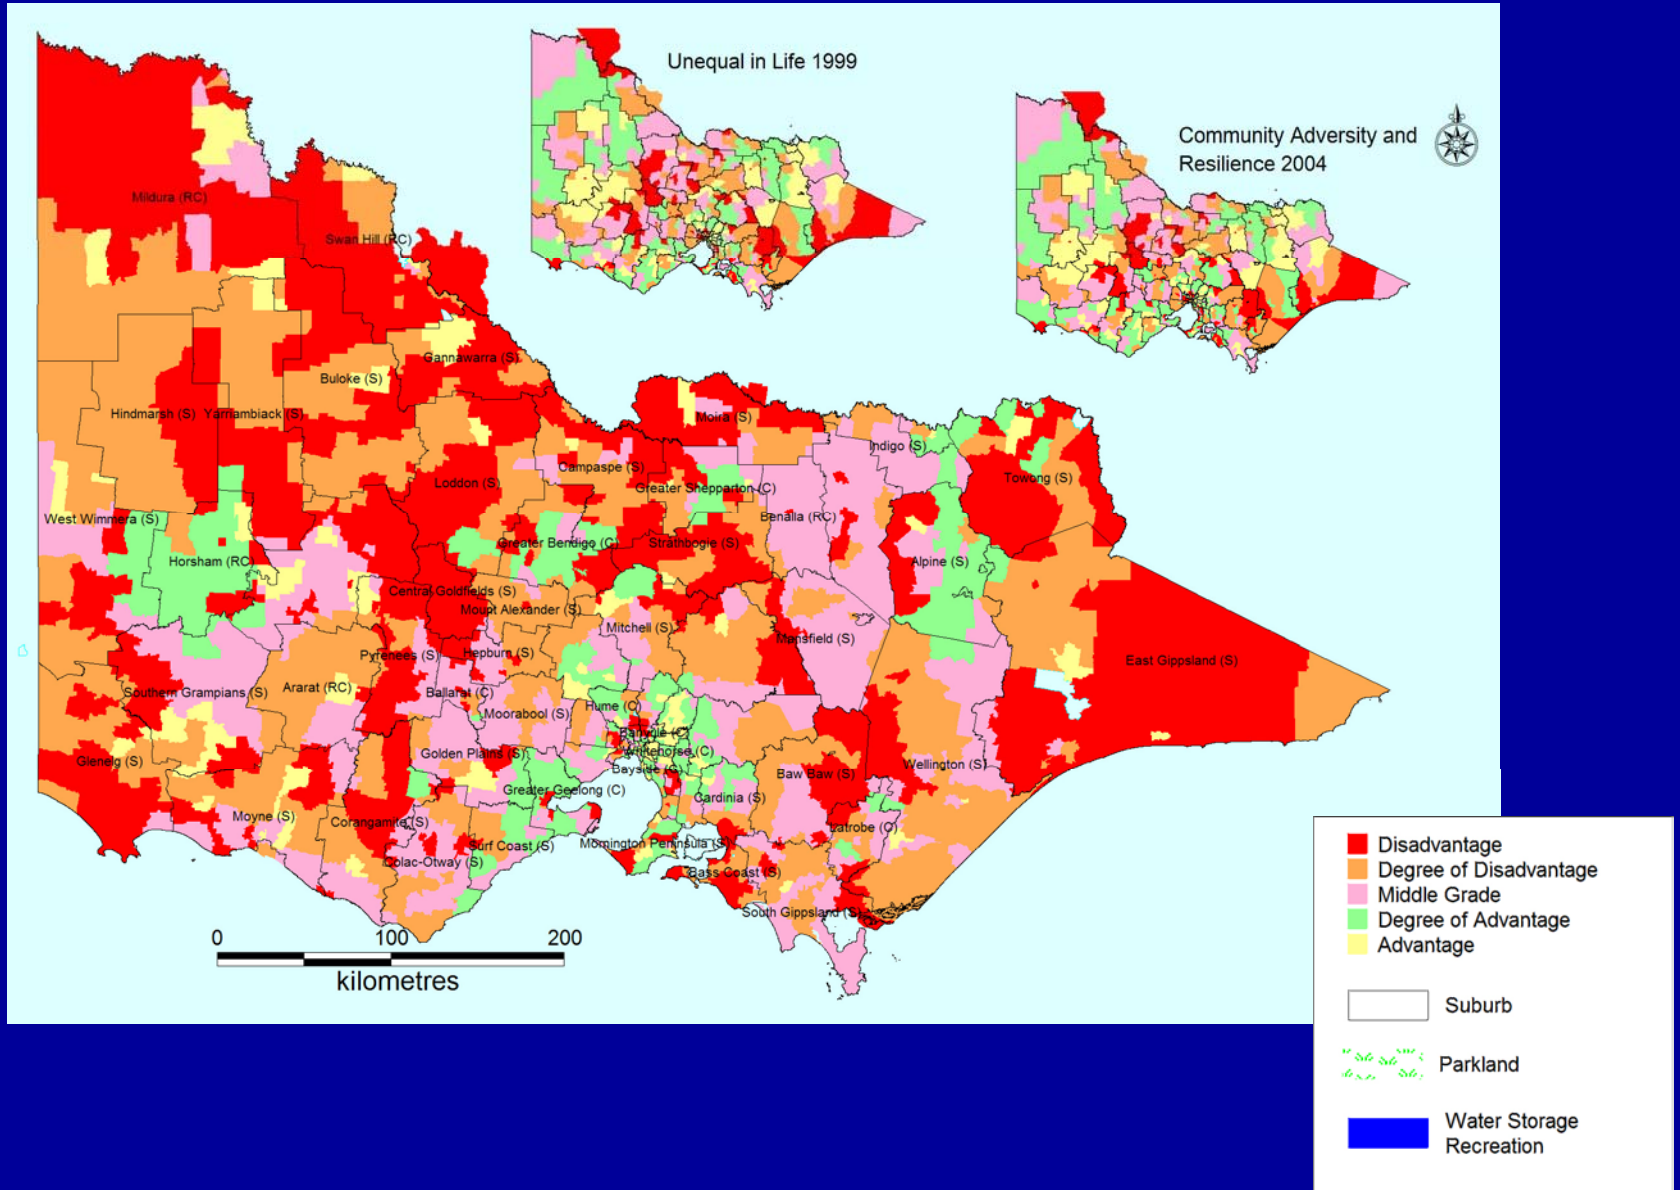 Unequal in Life 1999
Community Adversity and
Resilience 2004
Mildura (RC)
Swan Hill (RC)
Gannawarra (S)
Buloke (S)
Hindmarsh (S)
Yarriambiack (S)
Moira (S)
Indigo (S)
Campaspe (S)
Loddon (S)
Greater Shepparton (C)
Towong (S)
West Wimmera (S)
Benalla (RC)
Greater Bendigo (C)
Strathbogie (S)
Horsham (RC)
Alpine (S)
Central Goldfields (S)
Mount Alexander (S)
Mitchell (S)
Mansfield (S)
Pyrenees (S)
Hepburn (S)
East Gippsland (S)
Southern Grampians (S)
Ararat (RC)
Ballarat (C)
Hume (C)
Moorabool (S)
Banyule (C)
Golden Plains (S)
Whitehorse (C)
Glenelg (S)
Bayside (C)
Wellington (S)
Baw Baw (S)
Greater Geelong (C)
Cardinia (S)
Moyne (S)
Corangamite (S)
Latrobe (C)
Surf Coast (S)
Mornington Peninsula (S)
Colac-Otway (S)
Bass Coast (S)
South Gippsland (S)
0 100 200
kilometres
Disadvantage
Degree of Disadvantage
Middle Grade
Degree of Advantage
Advantage
Suburb
Parkland
Water Storage
Recreation